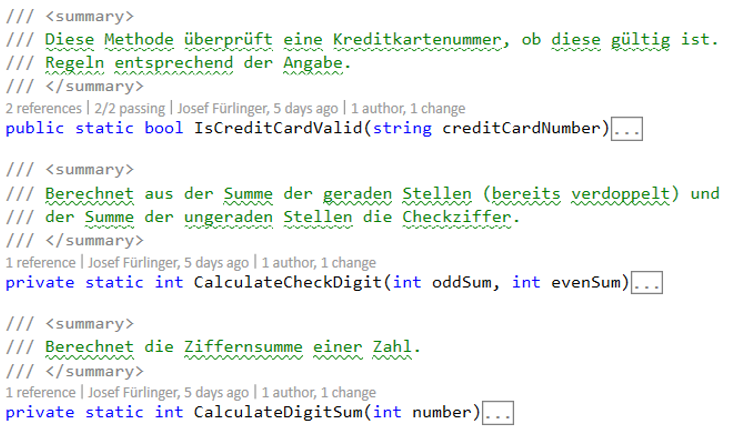 /// <summary>
/// Diese Methode überprüft eine Kreditkartenummer, ob diese gültig ist.
/// Regeln entsprechend der Angabe.
/// </summary>
2 references | 2/2 passing | Josef Fürlinger, 5 days ago | 1 author, 1 change
public static bool IsCreditCardValid(string creditCardNumber)...
/// <summary>
/// Berechnet aus der Summe der geraden Stellen (bereits verdoppelt) und
/// der Summe der ungeraden Stellen die Checkziffer.
/// </summary>
1 reference | Josef Fürlinger, 5 days ago | 1 author, 1 change
private static int CalculateCheckDigit(int oddSum, int evenSum)...
/// <summary>
/// Berechnet die Ziffernsumme einer Zahl.
/// </summary>
1 reference | Josef Fürlinger, 5 days ago | 1 author, 1 change
private static int CalculateDigitSum(int number)...